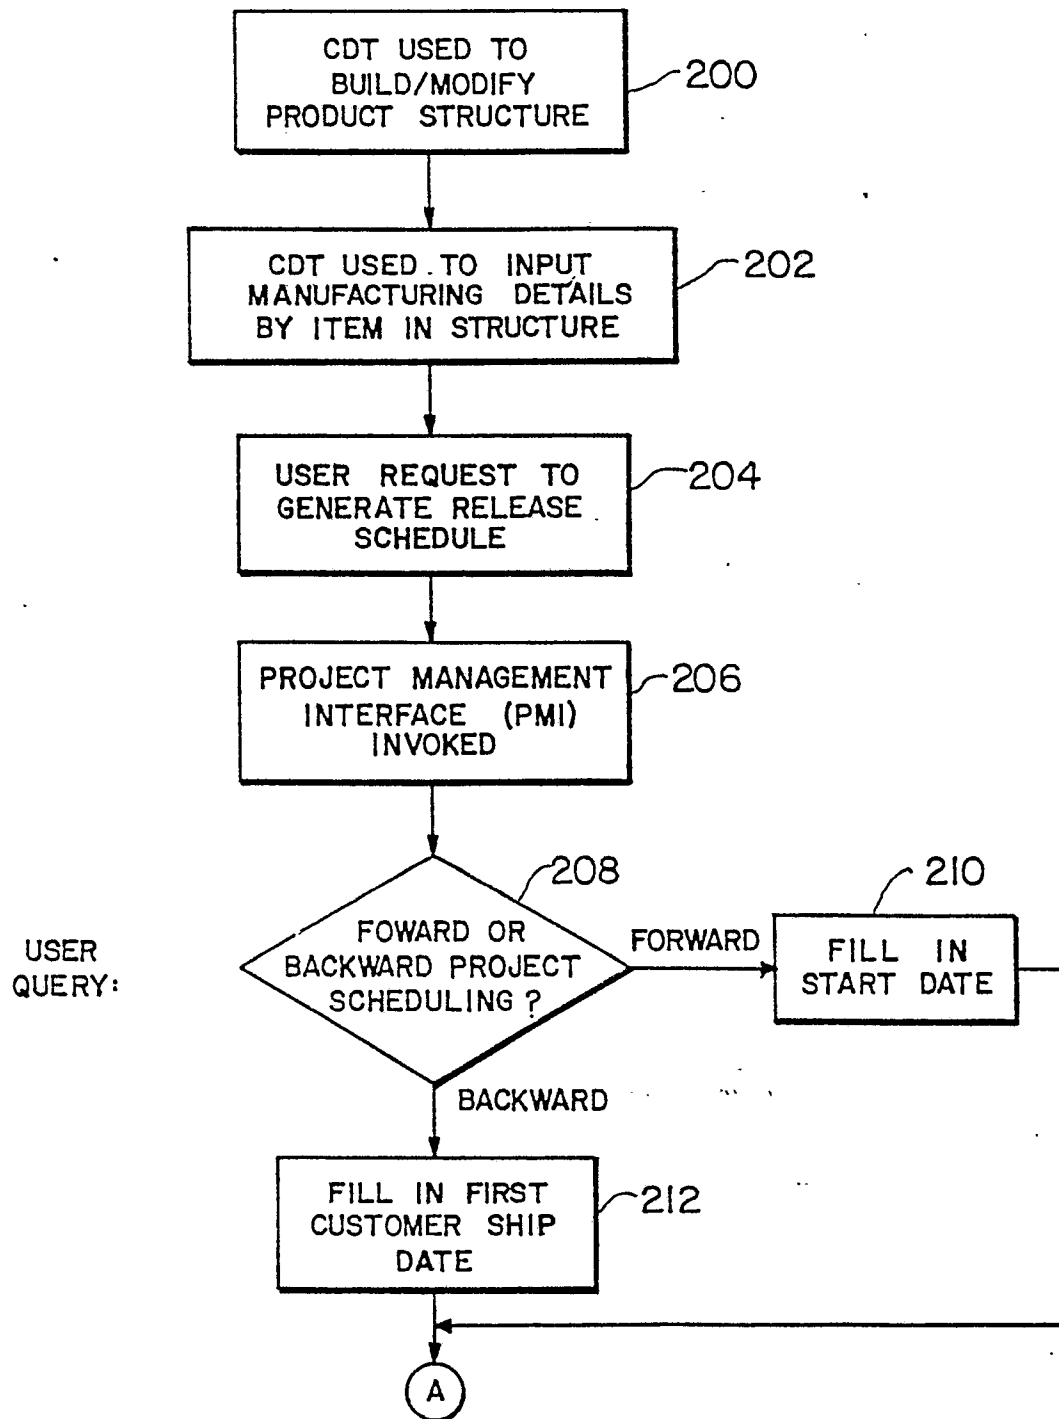 CDT USED TO
BUILD/MODIFY
PRODUCT STRUCTURE
200
CDT USED TO INPUT
MANUFACTURING DETAILS
BY ITEM IN STRUCTURE
202
USER REQUEST TO
GENERATE RELEASE
SCHEDULE
204
PROJECT MANAGEMENT
INTERFACE (PMI)
INVOKED
206
USER
QUERY:
FOWARD OR
BACKWARD PROJECT
SCHEDULING?
208
FORWARD
210
FILL IN
START DATE
BACKWARD
FILL IN FIRST
CUSTOMER SHIP
DATE
212
A